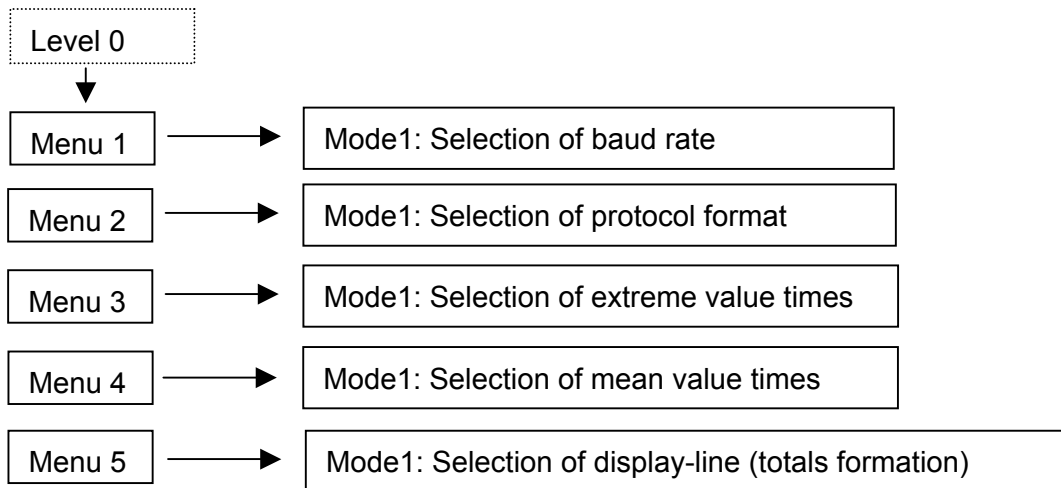 Level 0
Menu 1
Mode1: Selection of baud rate
Menu 2
Mode1: Selection of protocol format
Menu 3
Mode1: Selection of extreme value times
Menu 4
Mode1: Selection of mean value times
Menu 5
Mode1: Selection of display-line (totals formation)